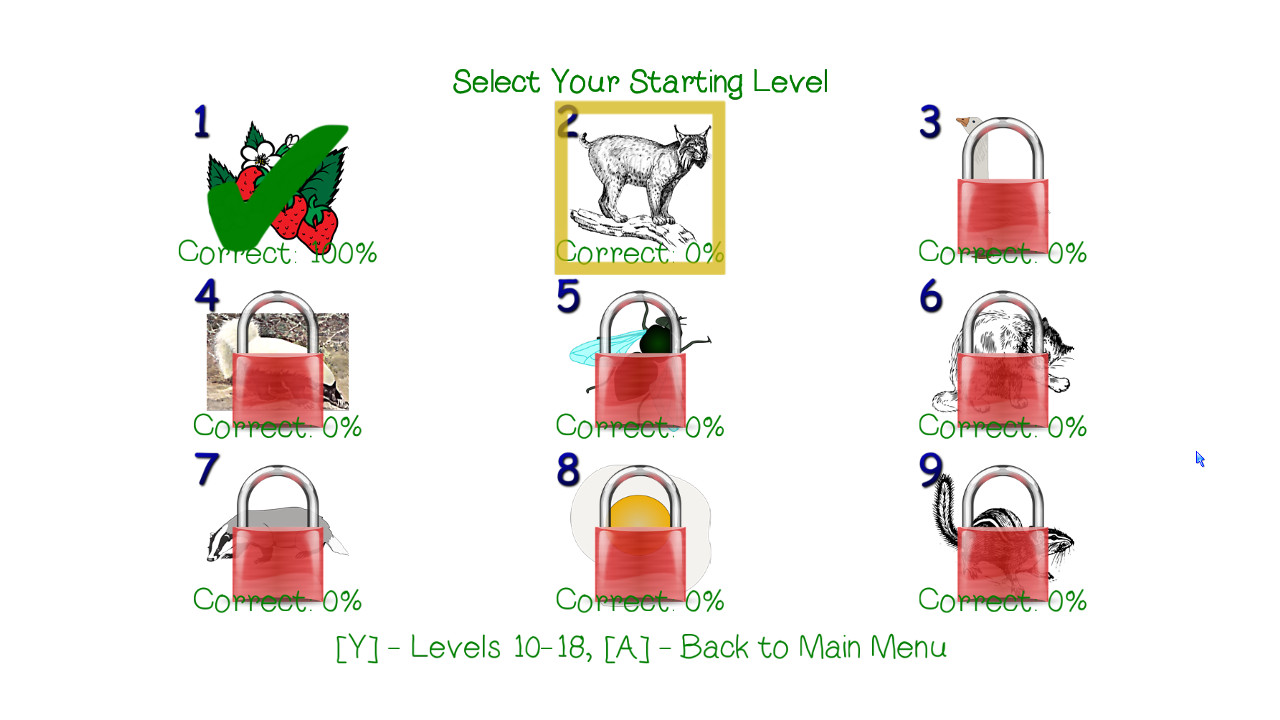 Select Your Starting Level
1 2 3
Correct: 100% Correct: 0% Correct: 0%
4 5 6
Correct: 0% Correct: 0% Correct: 0%
7 8 9
Correct: 0% Correct: 0% Correct: 0%
[Y] - Levels 10-18, [A] - Back to Main Menu